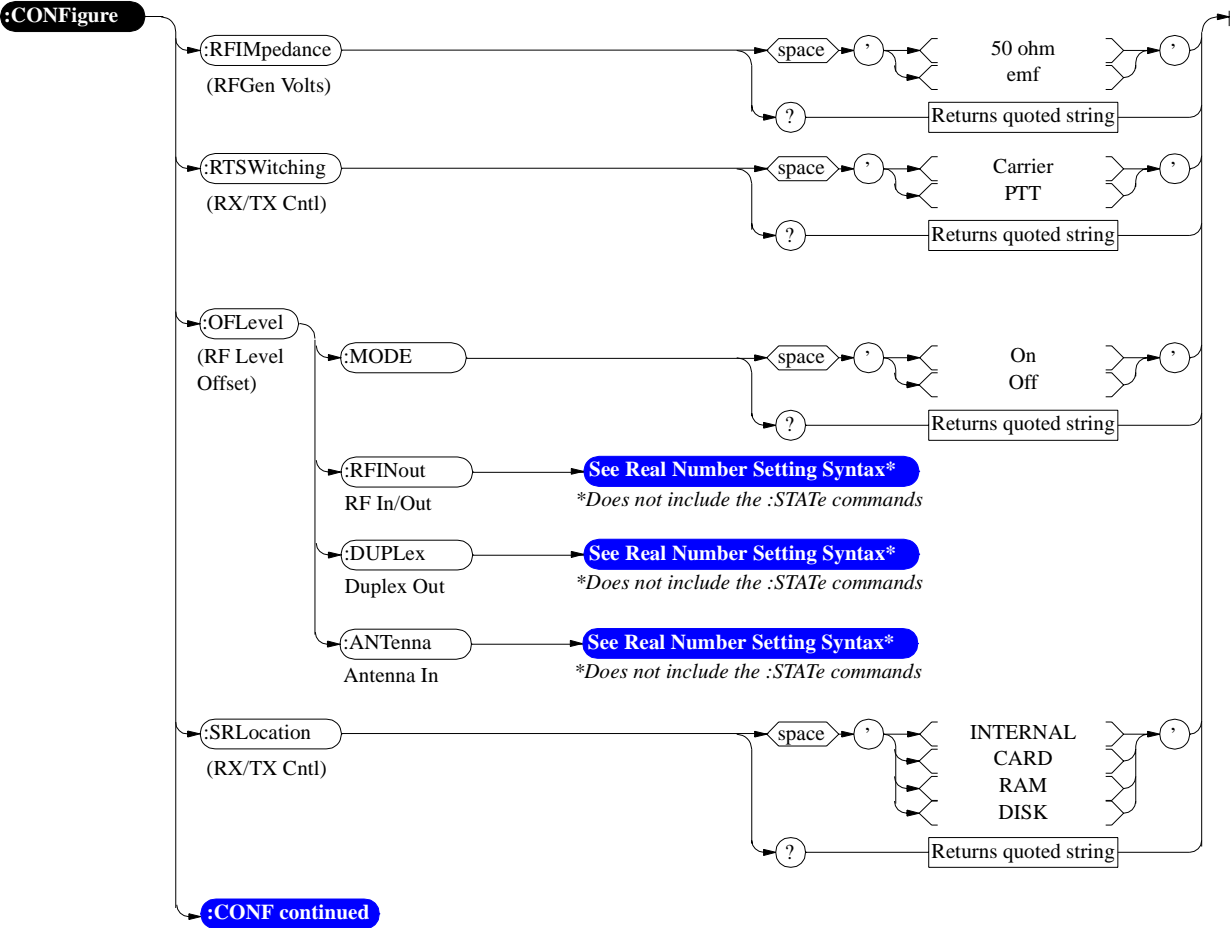 :CONFigure
:RFIMpedance
(RFGen Volts)
space
’
50 ohm
emf
’
?
Returns quoted string
:RTSWitching
(RX/TX Cntl)
space
’
Carrier
PTT
’
?
Returns quoted string
:OFLevel
(RF Level
Offset)
:MODE
space
’
On
Off
’
?
Returns quoted string
:RFINout
RF In/Out
See Real Number Setting Syntax*
*Does not include the :STATe commands
:DUPLex
Duplex Out
See Real Number Setting Syntax*
*Does not include the :STATe commands
:ANTenna
Antenna In
See Real Number Setting Syntax*
*Does not include the :STATe commands
:SRLocation
(RX/TX Cntl)
space
’
INTERNAL
CARD
RAM
DISK
’
?
Returns quoted string
:CONF continued